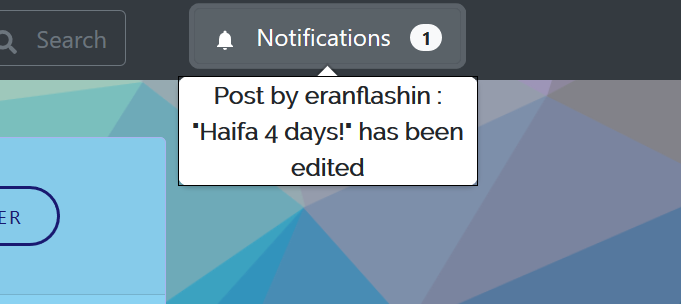 Search
Notifications 1
Post by eranflashin :
"Haifa 4 days!" has been
edited
ER